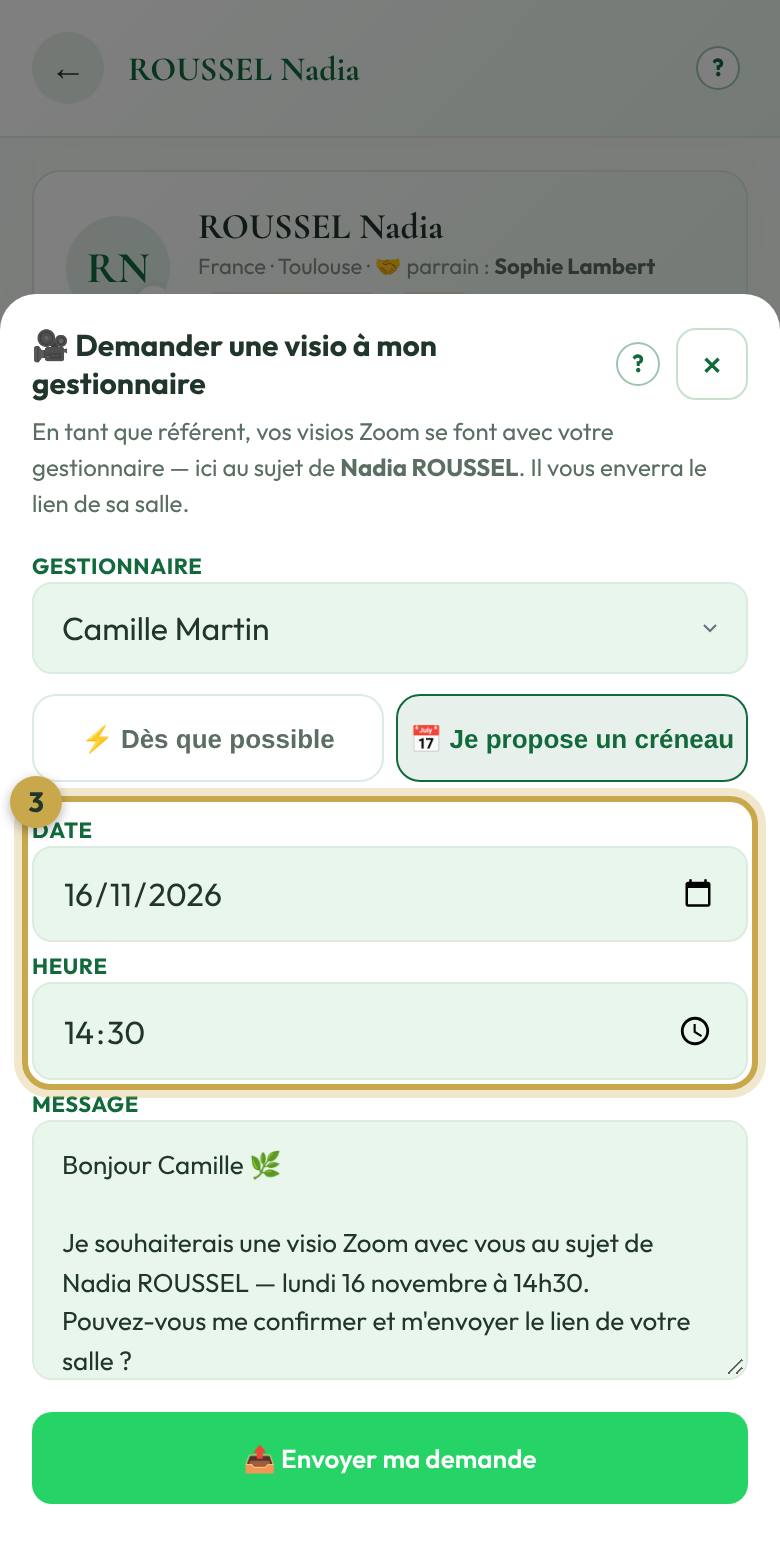 ← ROUSSEL Nadia ?
RN
ROUSSEL Nadia
France · Toulouse · 🤝 parrain : Sophie Lambert
🎥 Demander une visio à mon
gestionnaire
? ×
En tant que référent, vos visios Zoom se font avec votre
gestionnaire — ici au sujet de Nadia ROUSSEL. Il vous enverra le
lien de sa salle.
GESTIONNAIRE
Camille Martin
⚡ Dès que possible
📅 Je propose un créneau
3
DATE
16/11/2026
HEURE
14:30
MESSAGE
Bonjour Camille 🌿
Je souhaiterais une visio Zoom avec vous au sujet de
Nadia ROUSSEL — lundi 16 novembre à 14h30.
Pouvez-vous me confirmer et m'envoyer le lien de votre
salle ?
📤 Envoyer ma demande